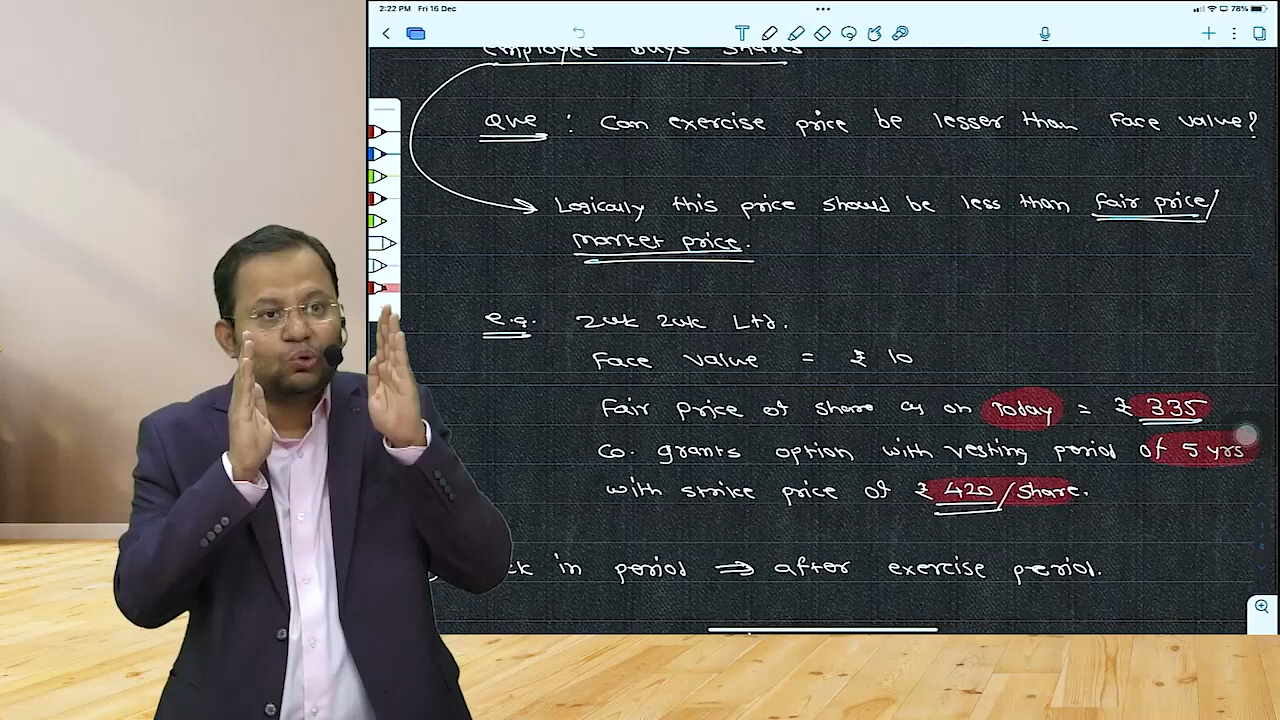 2:22 PM Fri 16 Dec
78%
employee buys shares
Que : Can exercise price be lesser than Face value?
Logically this price should be less than fair price/
market price.
e.g. Zuk Zuk Ltd.
Face value = ₹ 10
Fair price of share as on today = ₹ 335
Co. grants option with vesting period of 5 yrs
with strike price of ₹ 420/share.
in period ⇒ after exercise period.